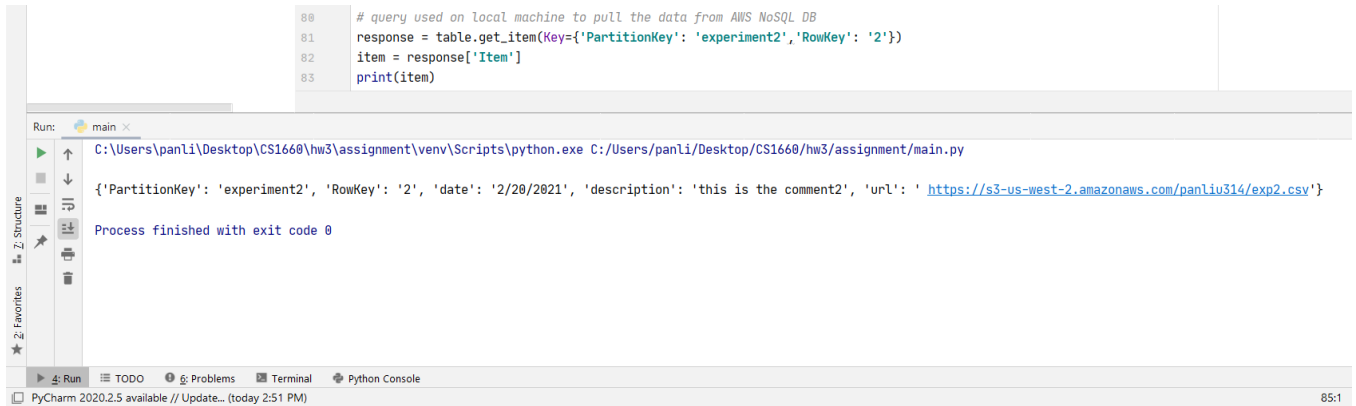 80 # query used on local machine to pull the data from AWS NoSQL DB
81 response = table.get_item(Key={'PartitionKey': 'experiment2','RowKey': '2'})
82 item = response['Item']
83 print(item)
Run: main ×
C:\Users\panli\Desktop\CS1660\hw3\assignment\venv\Scripts\python.exe C:/Users/panli/Desktop/CS1660/hw3/assignment/main.py
{'PartitionKey': 'experiment2', 'RowKey': '2', 'date': '2/20/2021', 'description': 'this is the comment2', 'url': ' https://s3-us-west-2.amazonaws.com/panliu314/exp2.csv'}
Process finished with exit code 0
7: Structure
2: Favorites
4: Run TODO 6: Problems Terminal Python Console
PyCharm 2020.2.5 available // Update... (today 2:51 PM) 85:1